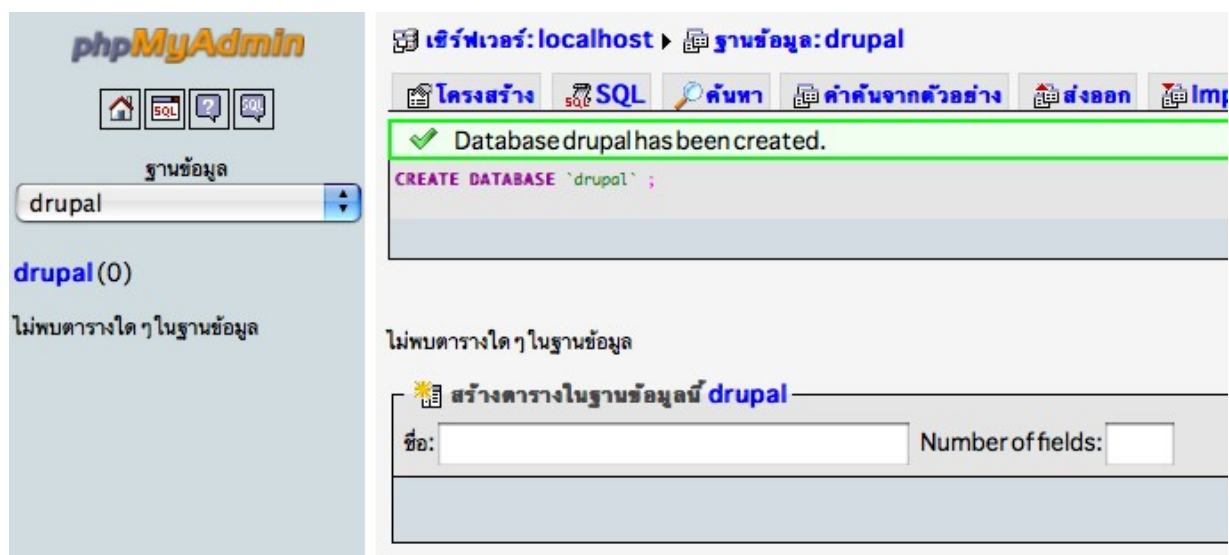 phpMyAdmin
SQL
SQL
ฐานข้อมูล
drupal
drupal (0)
ไม่พบตารางใด ๆ ในฐานข้อมูล
เซิร์ฟเวอร์: localhost ▸ ฐานข้อมูล: drupal
โครงสร้าง SQL ค้นหา คำค้นจากตัวอย่าง ส่งออก Imp
Database drupal has been created.
CREATE DATABASE `drupal` ;
ไม่พบตารางใด ๆ ในฐานข้อมูล
สร้างตารางในฐานข้อมูลนี้ drupal
ชื่อ: Number of fields: